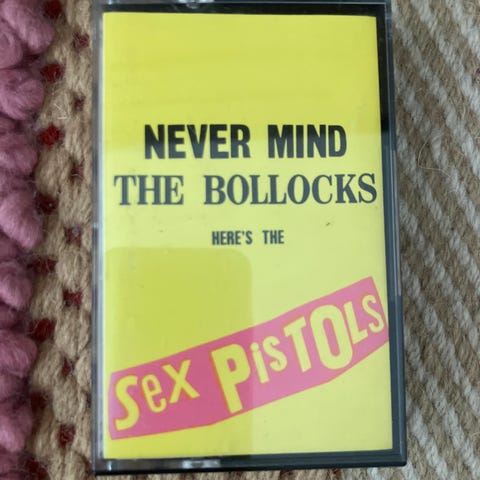 NEVER MIND
THE BOLLOCKS
HERE'S THE
Sex PisTOLs